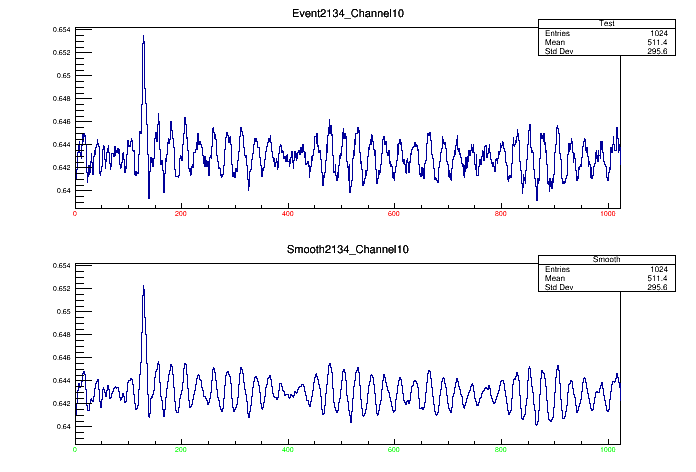 Event2134_Channel10
Test
Entries 1024
Mean 511.4
Std Dev 295.6
0.654
0.652
0.65
0.648
0.646
0.644
0.642
0.64
0 200 400 600 800 1000
Smooth2134_Channel10
Smooth
Entries 1024
Mean 511.4
Std Dev 295.6
0.654
0.652
0.65
0.648
0.646
0.644
0.642
0.64
0 200 400 600 800 1000